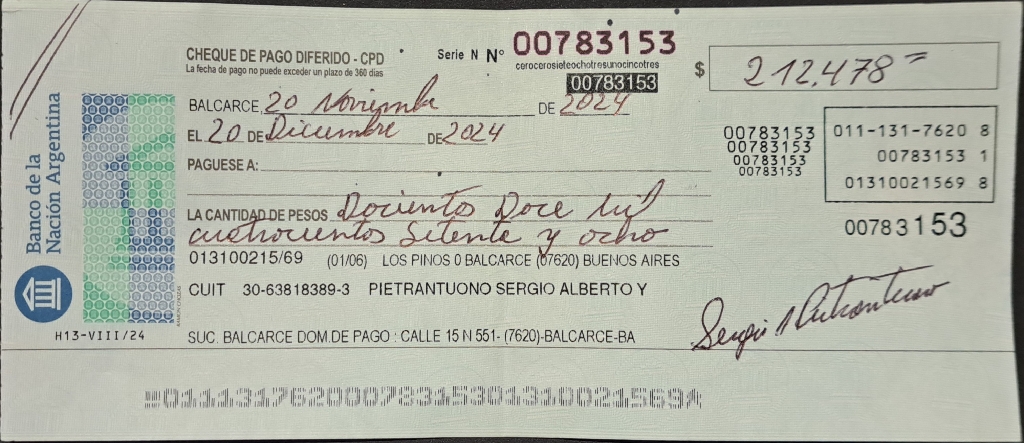 CHEQUE DE PAGO DIFERIDO - CPD
La fecha de pago no puede exceder un plazo de 360 días
Serie N Nº 00783153
cerocerosieteochotresunocincotres
00783153
$ 212.478=
BALCARCE, 20 Noviembre DE 2024
EL 20 DE Diciembre DE 2024
PAGUESE A:
LA CANTIDAD DE PESOS Dociento Doce mil
cuatrocientos Setenta y ocho
013100215/69 (01/06) LOS PINOS 0 BALCARCE (07620) BUENOS AIRES
CUIT 30-63818389-3 PIETRANTUONO SERGIO ALBERTO Y
SUC. BALCARCE DOM.DE PAGO : CALLE 15 N 551- (7620)-BALCARCE-BA
00783153
00783153
00783153
00783153
011-131-7620 8
00783153 1
01310021569 8
00783153
Sergio A Pietrantuono
Banco de la
Nación Argentina
H13-VIII/24
01113176200078315301310021569